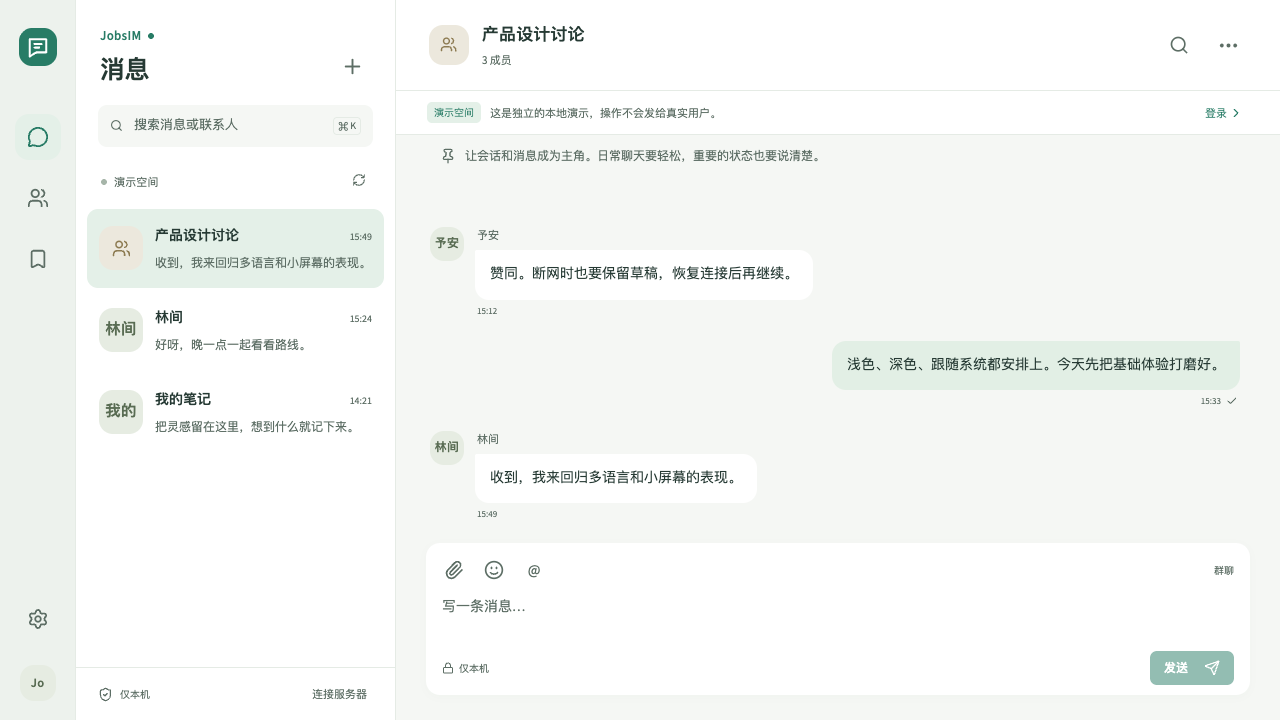 JobsIM
消息
搜索消息或联系人
⌘K
演示空间
产品设计讨论
15:49
收到，我来回归多语言和小屏幕的表现。
林间
林间
15:24
好呀，晚一点一起看看路线。
我的
我的笔记
14:21
把灵感留在这里，想到什么就记下来。
Jo
仅本机
连接服务器
产品设计讨论
3 成员
演示空间
这是独立的本地演示，操作不会发给真实用户。
登录
让会话和消息成为主角。日常聊天要轻松，重要的状态也要说清楚。
予安
予安
赞同。断网时也要保留草稿，恢复连接后再继续。
15:12
浅色、深色、跟随系统都安排上。今天先把基础体验打磨好。
15:33
林间
林间
收到，我来回归多语言和小屏幕的表现。
15:49
@
群聊
写一条消息…
仅本机
发送